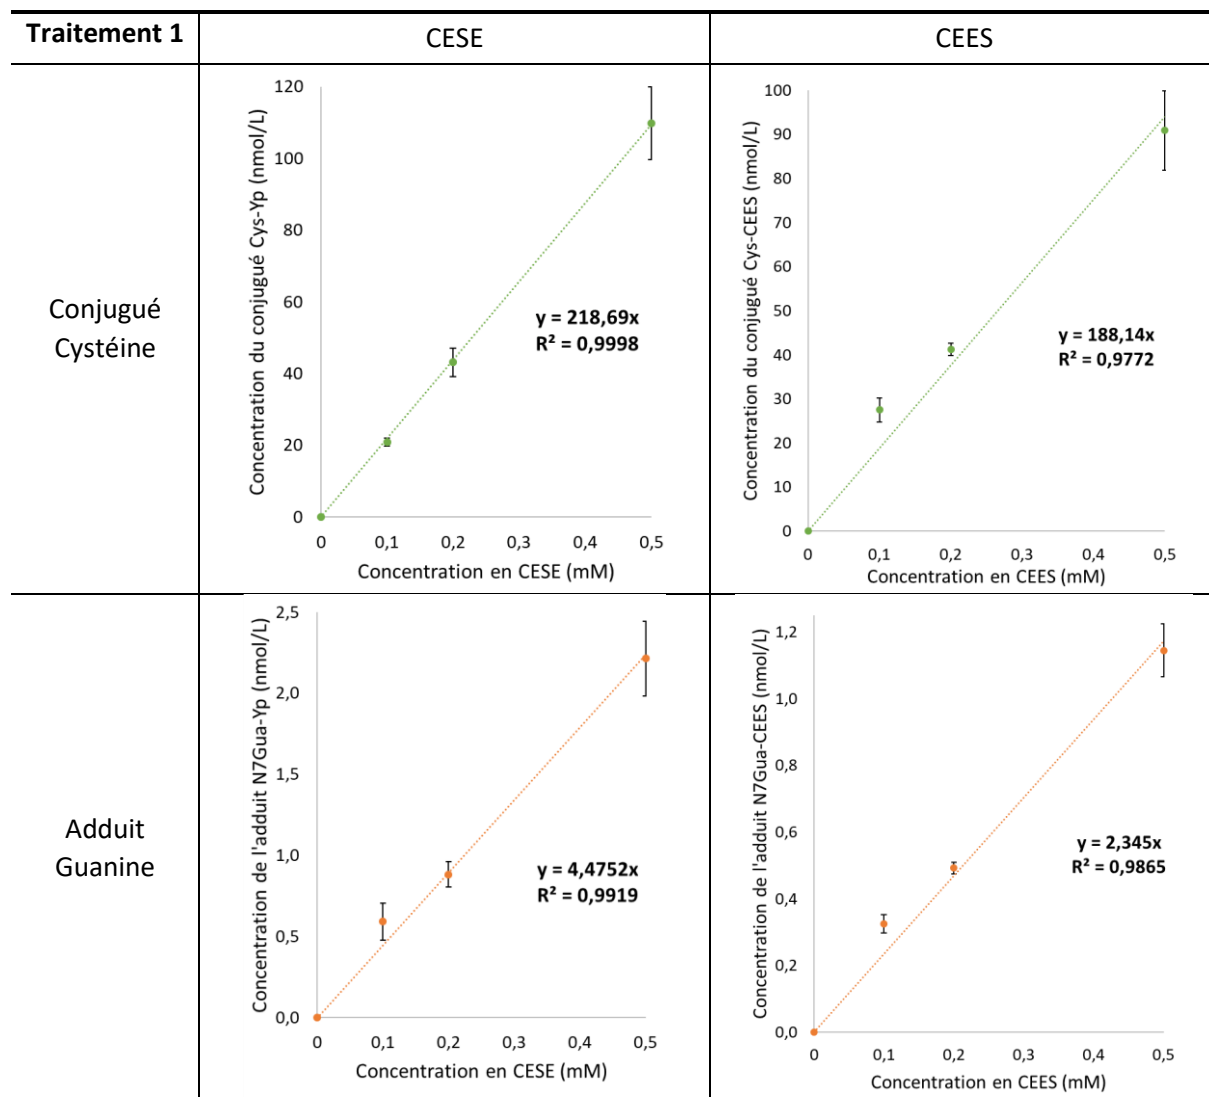 Traitement 1
CESE
CEES
Conjugué
Cystéine
Concentration du conjugué Cys-Yp (nmol/L)
120
100
80
60
40
20
0
y = 218,69x
R² = 0,9998
0 0,1 0,2 0,3 0,4 0,5
Concentration en CESE (mM)
Concentration du conjugué Cys-CEES (nmol/L)
100
90
80
70
60
50
40
30
20
10
0
y = 188,14x
R² = 0,9772
0 0,1 0,2 0,3 0,4 0,5
Concentration en CEES (mM)
Adduit
Guanine
Concentration de l'adduit N7Gua-Yp (nmol/L)
2,5
2,0
1,5
1,0
0,5
0,0
y = 4,4752x
R² = 0,9919
0 0,1 0,2 0,3 0,4 0,5
Concentration en CESE (mM)
Concentration de l'adduit N7Gua-CEES (nmol/L)
1,2
1,0
0,8
0,6
0,4
0,2
0,0
y = 2,345x
R² = 0,9865
0 0,1 0,2 0,3 0,4 0,5
Concentration en CEES (mM)